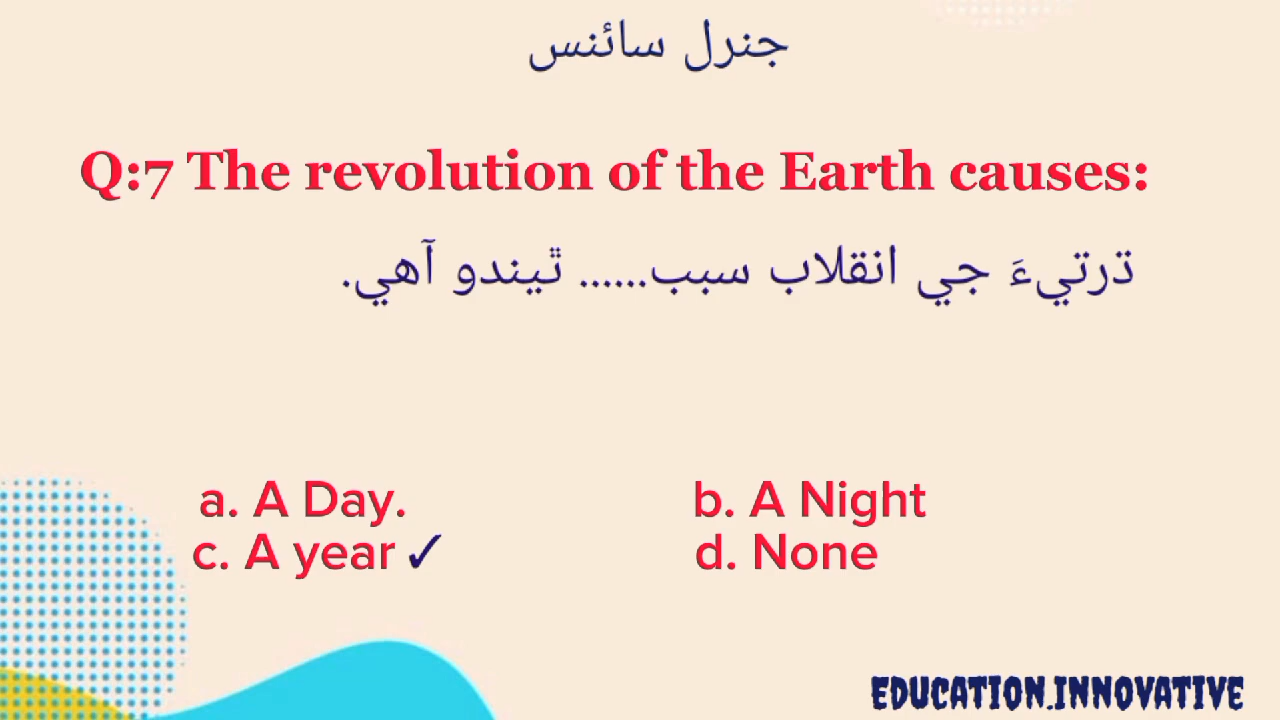 جنرل سائنس
Q:7 The revolution of the Earth causes:
ڌرتيءَ جي انقلاب سبب...... ٿيندو آهي.
a. A Day. b. A Night
c. A year ✓ d. None
EDUCATION.INNOVATIVE